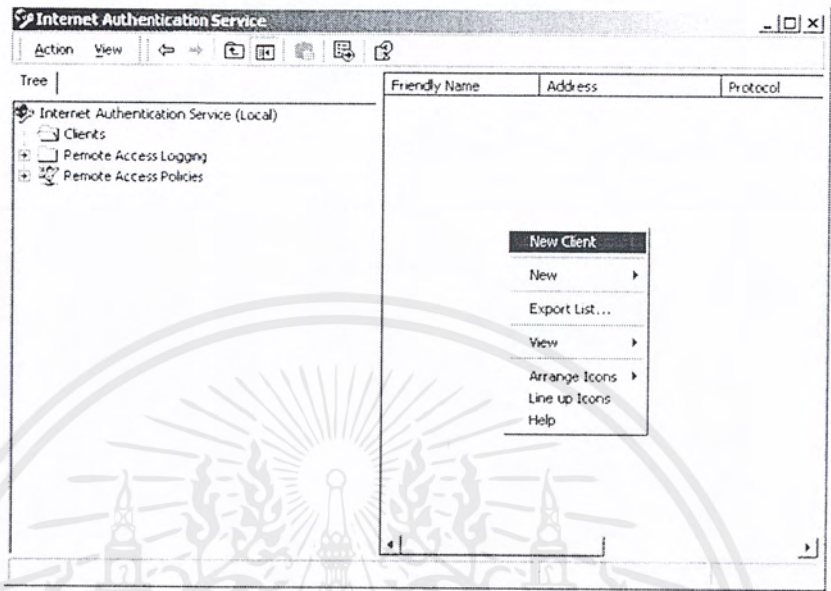 Internet Authentication Service
Action View
Tree
Friendly Name Address Protocol
Internet Authentication Service (Local)
Clients
Remote Access Logging
Remote Access Policies
New Client
New
Export List...
View
Arrange Icons
Line up Icons
Help